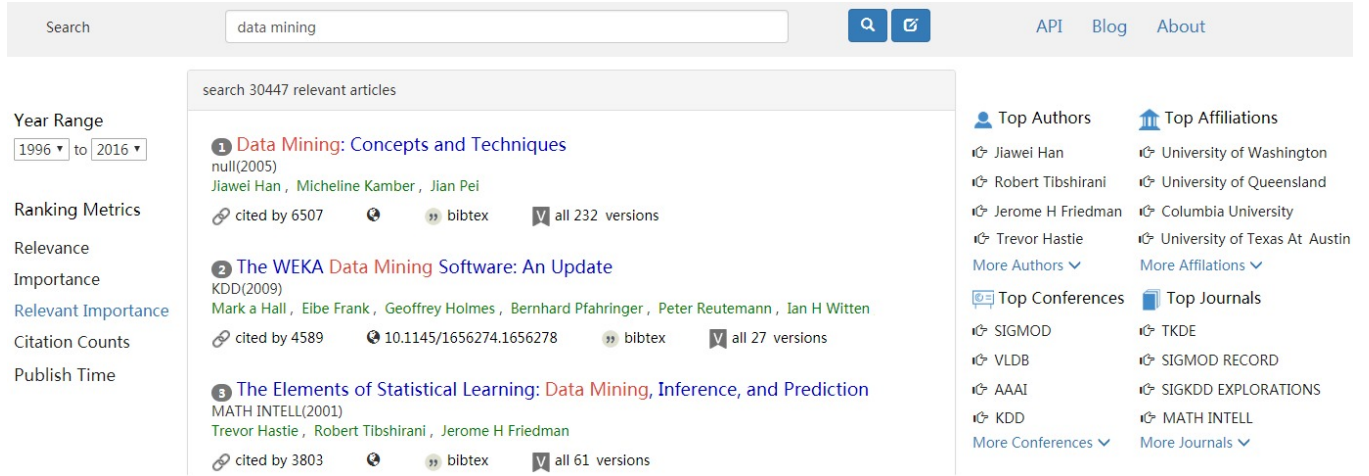 Search
data mining
API Blog About
Year Range
1996 to 2016
Ranking Metrics
Relevance
Importance
Relevant Importance
Citation Counts
Publish Time
search 30447 relevant articles
1 Data Mining: Concepts and Techniques
null(2005)
Jiawei Han , Micheline Kamber , Jian Pei
cited by 6507 bibtex V all 232 versions
2 The WEKA Data Mining Software: An Update
KDD(2009)
Mark a Hall , Eibe Frank , Geoffrey Holmes , Bernhard Pfahringer , Peter Reutemann , Ian H Witten
cited by 4589 10.1145/1656274.1656278 bibtex V all 27 versions
3 The Elements of Statistical Learning: Data Mining, Inference, and Prediction
MATH INTELL(2001)
Trevor Hastie , Robert Tibshirani , Jerome H Friedman
cited by 3803 bibtex V all 61 versions
Top Authors
Jiawei Han
Robert Tibshirani
Jerome H Friedman
Trevor Hastie
More Authors
Top Affiliations
University of Washington
University of Queensland
Columbia University
University of Texas At Austin
More Affilations
Top Conferences
SIGMOD
VLDB
AAAI
KDD
More Conferences
Top Journals
TKDE
SIGMOD RECORD
SIGKDD EXPLORATIONS
MATH INTELL
More Journals